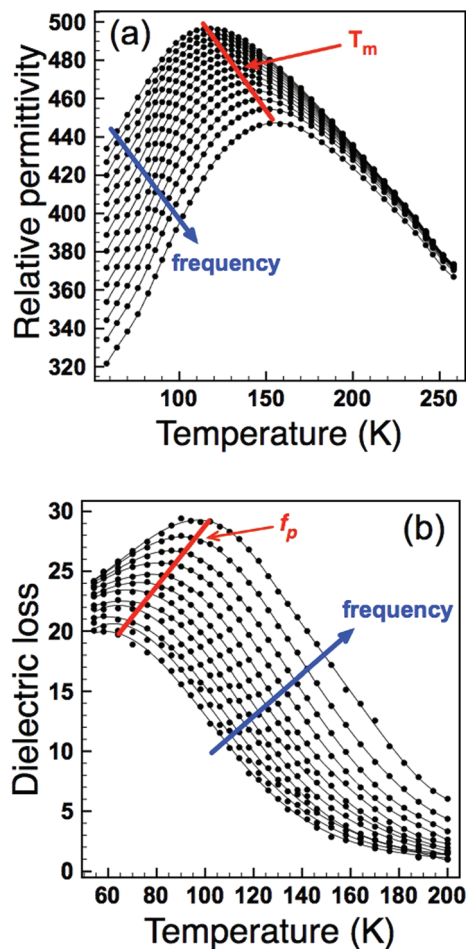 (a)
T_m
frequency
Relative permittivity
500
480
460
440
420
400
380
360
340
320
100
150
200
250
Temperature (K)
(b)
f_p
frequency
Dielectric loss
30
25
20
15
10
5
0
60
80
100
120
140
160
180
200
Temperature (K)